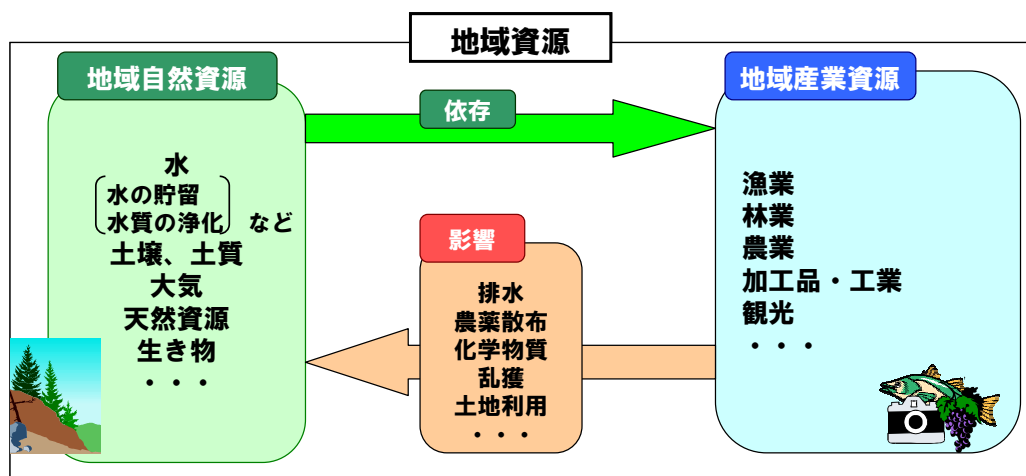 地域資源
地域自然資源
水
水の貯留
水質の浄化 など
土壌、土質
大気
天然資源
生き物
・・・
依存
影響
排水
農薬散布
化学物質
乱獲
土地利用
・・・
地域産業資源
漁業
林業
農業
加工品・工業
観光
・・・